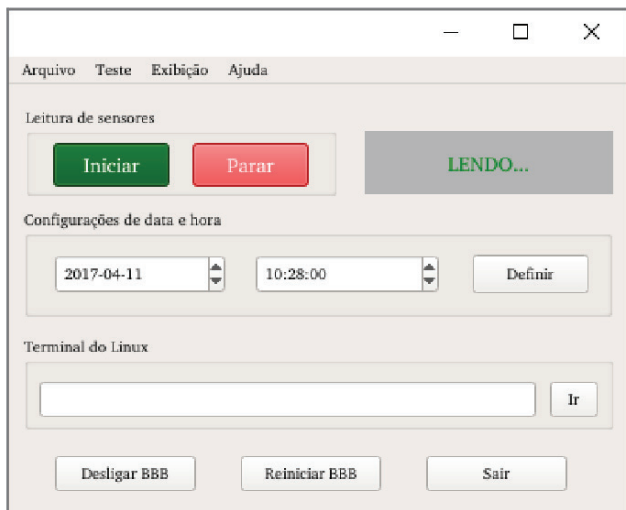 Arquivo Teste Exibição Ajuda
Leitura de sensores
Iniciar Parar LENDO...
Configurações de data e hora
2017-04-11 10:28:00 Definir
Terminal do Linux
Ir
Desligar BBB Reiniciar BBB Sair